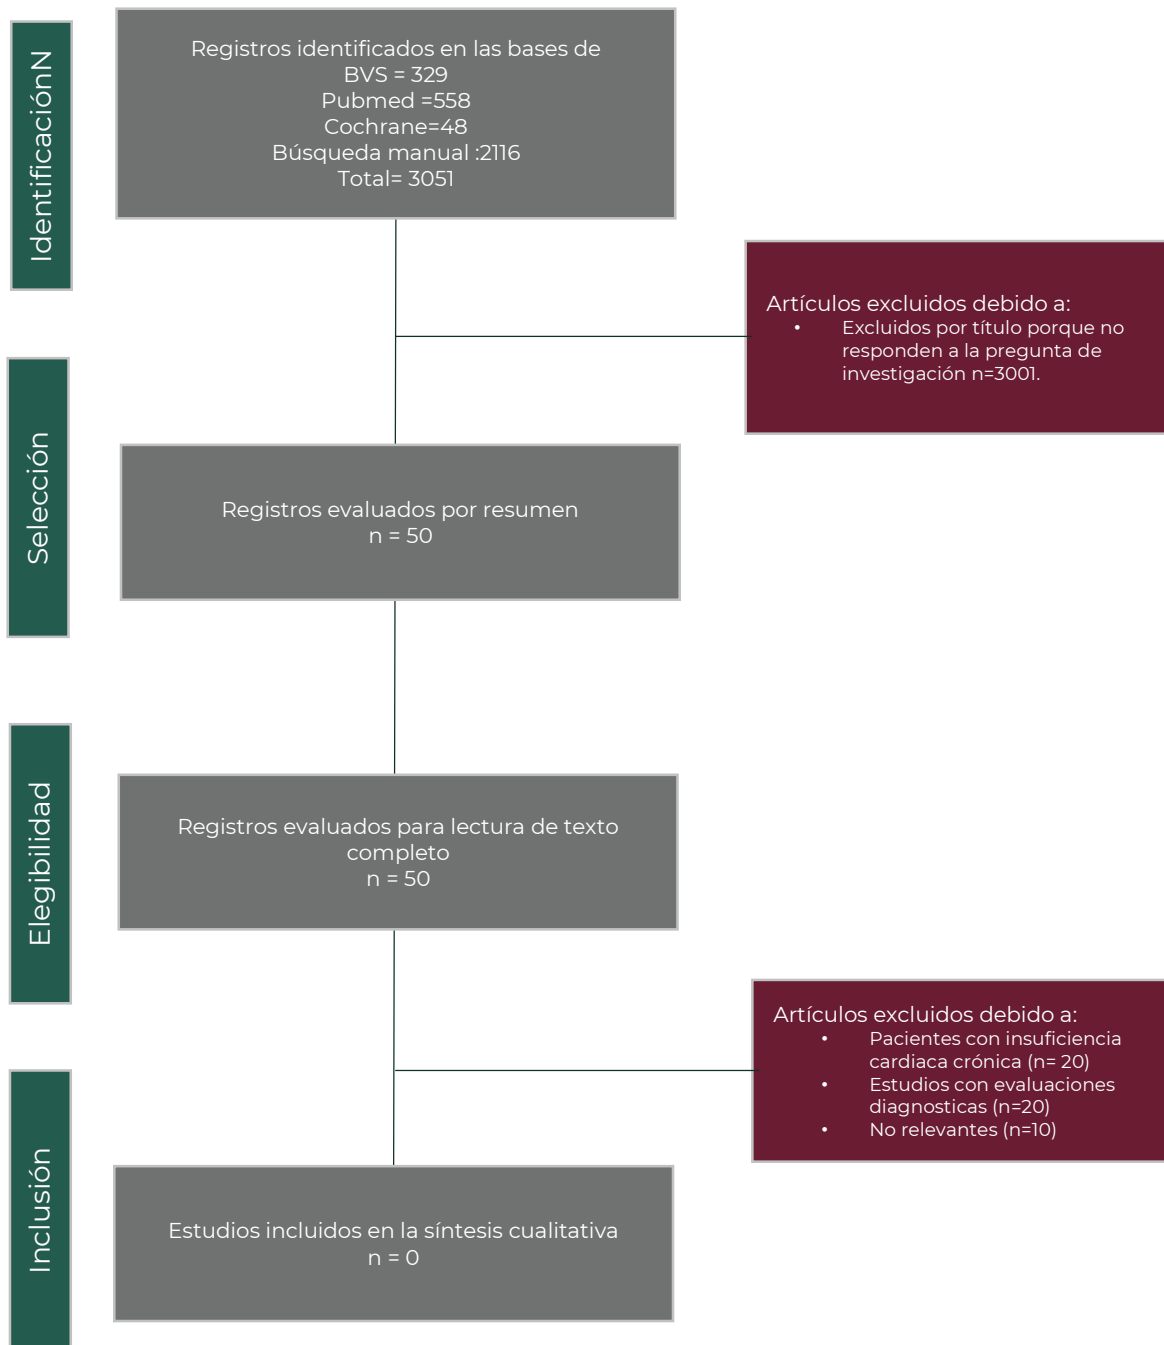 IdentificaciónN
Registros identificados en las bases de
BVS = 329
Pubmed =558
Cochrane=48
Búsqueda manual :2116
Total= 3051
Artículos excluidos debido a:
• Excluidos por título porque no
responden a la pregunta de
investigación n=3001.
Selección
Registros evaluados por resumen
n = 50
Elegibilidad
Registros evaluados para lectura de texto
completo
n = 50
Artículos excluidos debido a:
• Pacientes con insuficiencia
cardiaca crónica (n= 20)
• Estudios con evaluaciones
diagnosticas (n=20)
• No relevantes (n=10)
Inclusión
Estudios incluidos en la síntesis cualitativa
n = 0